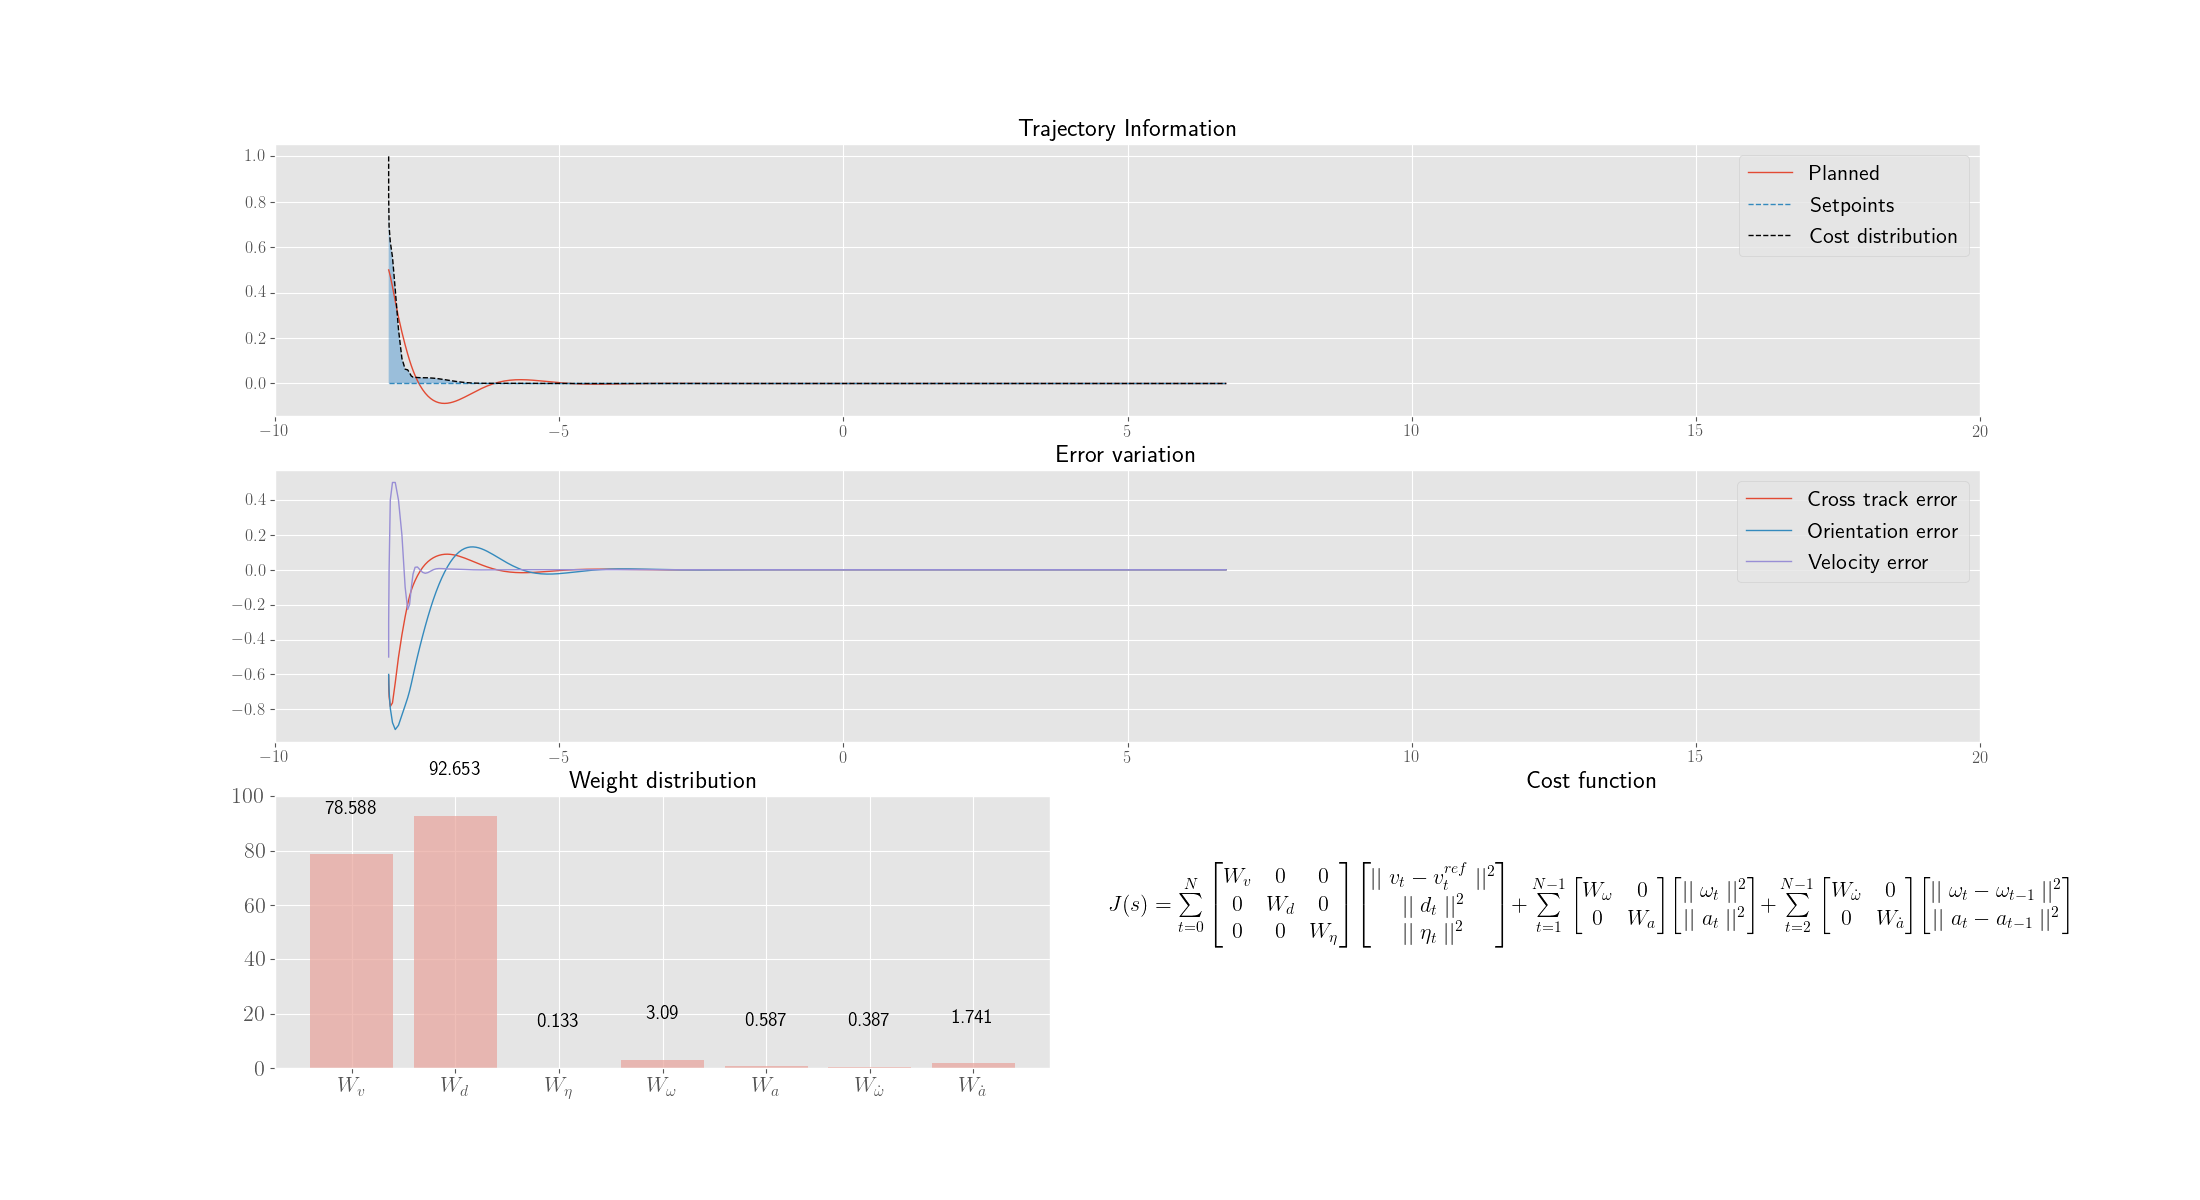 Trajectory Information
1.0
0.8
0.6
0.4
0.2
0.0
Planned
Setpoints
Cost distribution
−10 −5 0 5 10 15 20
Error variation
0.4
0.2
0.0
−0.2
−0.4
−0.6
−0.8
Cross track error
Orientation error
Velocity error
−10 −5 0 5 10 15 20
Weight distribution
100
80
60
40
20
0
78.588 92.653 0.133 3.09 0.587 0.387 1.741
W_v W_d W_η W_ω W_a W_ω̇ W_ȧ
Cost function
J(s) = ∑_{t=0}^{N} [W_v 0 0; 0 W_d 0; 0 0 W_η] [|| v_t − v_t^{ref} ||²; || d_t ||²; || η_t ||²] + ∑_{t=1}^{N−1} [W_ω 0; 0 W_a] [|| ω_t ||²; || a_t ||²] + ∑_{t=2}^{N−1} [W_ω̇ 0; 0 W_ȧ] [|| ω_t − ω_{t−1} ||²; || a_t − a_{t−1} ||²]